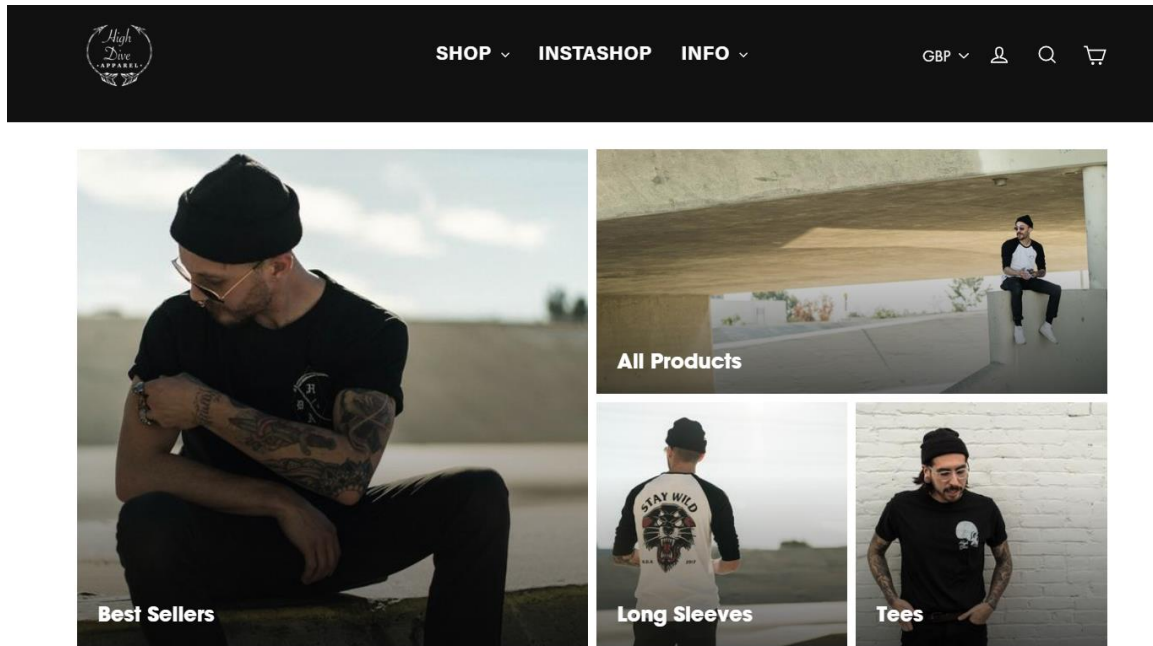 High
Dive
APPAREL
SHOP
INSTASHOP
INFO
GBP
Best Sellers
All Products
STAY WILD
Long Sleeves
Tees